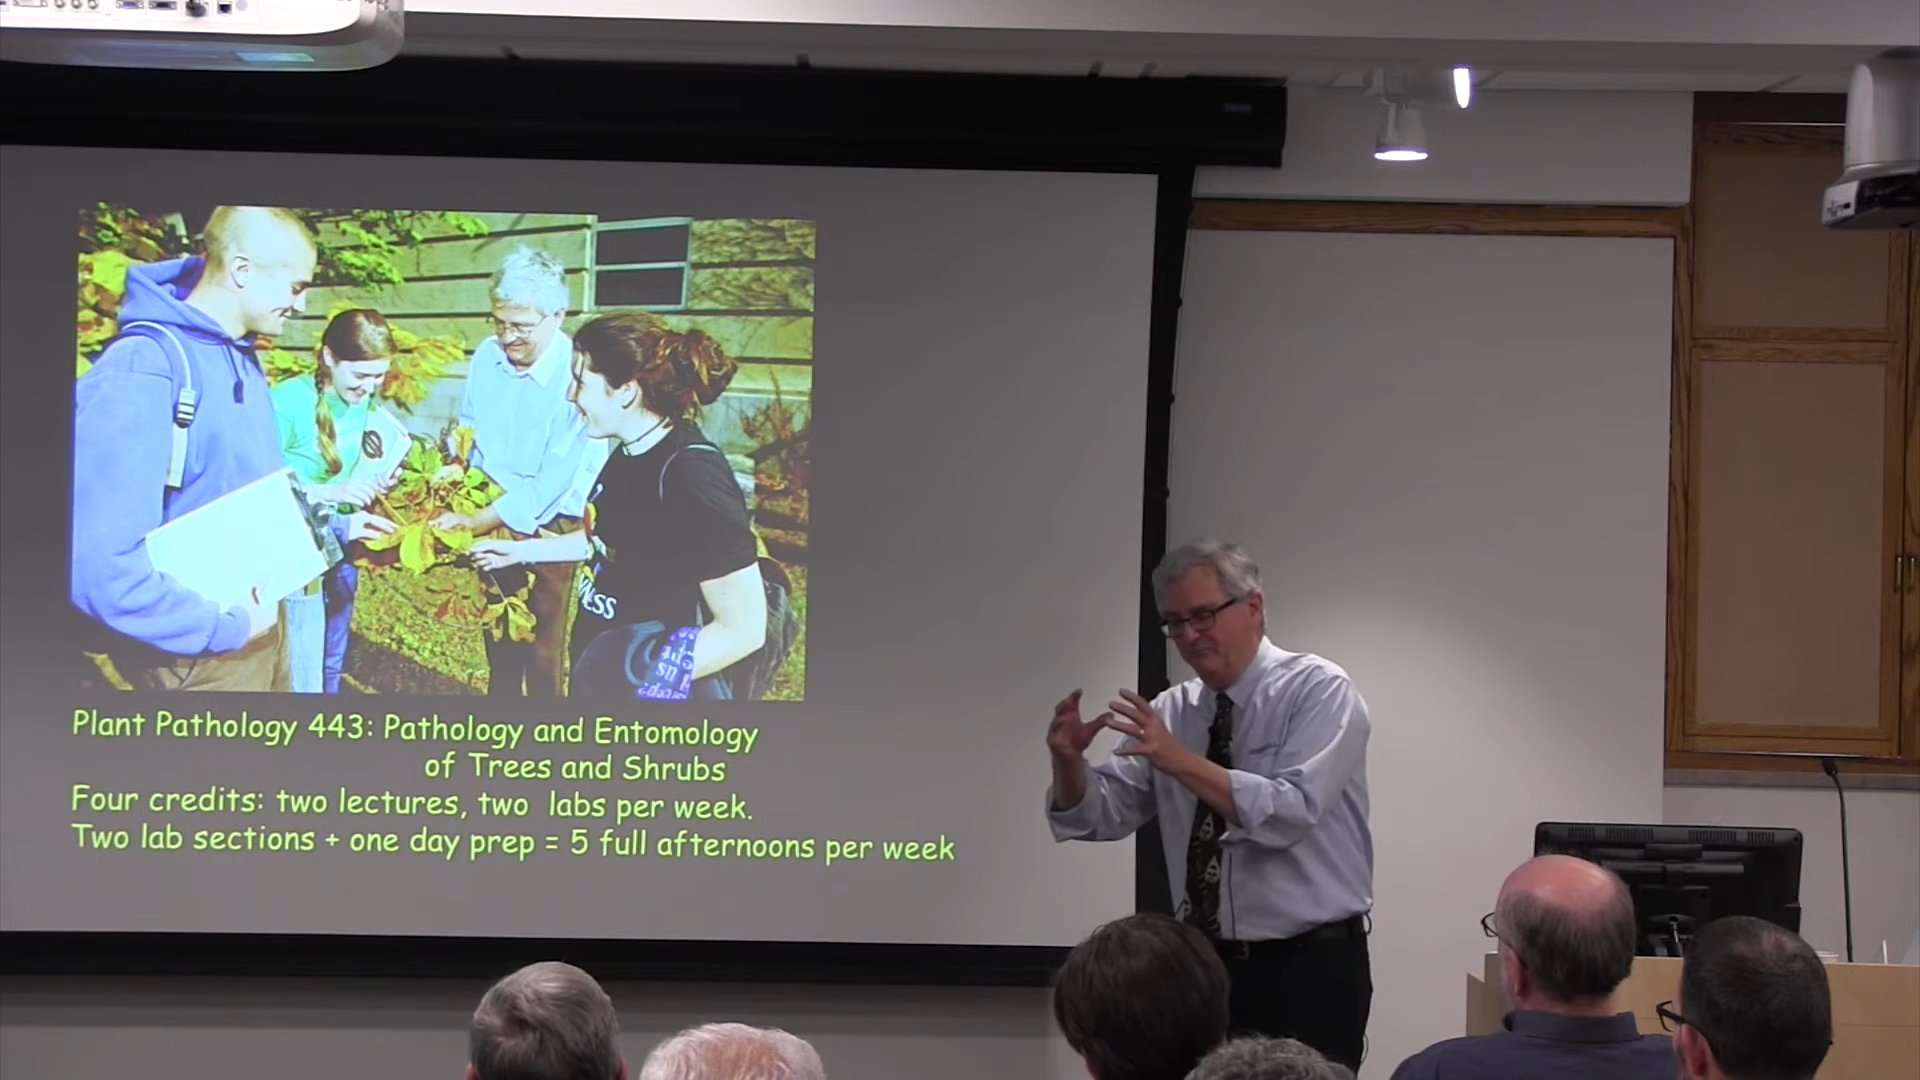 Plant Pathology 443: Pathology and Entomology
of Trees and Shrubs
Four credits: two lectures, two labs per week.
Two lab sections + one day prep = 5 full afternoons per week